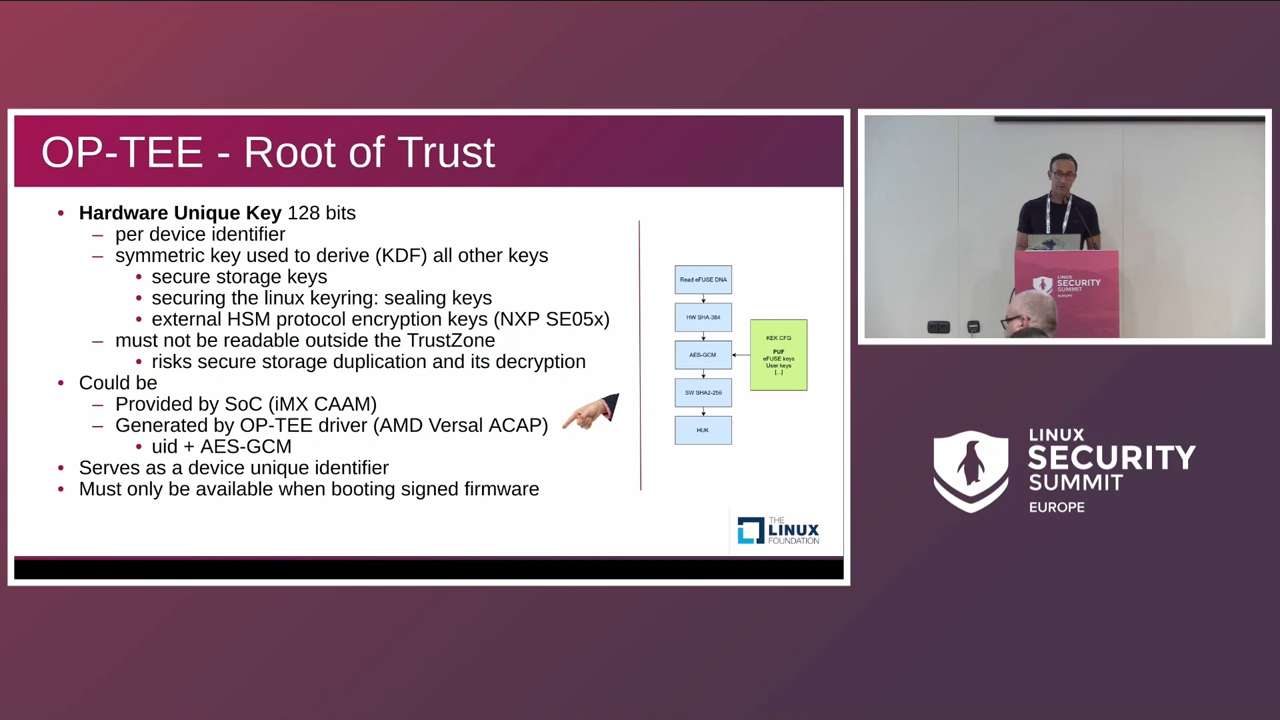 OP-TEE - Root of Trust
• Hardware Unique Key 128 bits
– per device identifier
– symmetric key used to derive (KDF) all other keys
• secure storage keys
• securing the linux keyring: sealing keys
• external HSM protocol encryption keys (NXP SE05x)
– must not be readable outside the TrustZone
• risks secure storage duplication and its decryption
• Could be
– Provided by SoC (iMX CAAM)
– Generated by OP-TEE driver (AMD Versal ACAP)
• uid + AES-GCM
• Serves as a device unique identifier
• Must only be available when booting signed firmware
Read eFUSE DNA
HW SHA-384
AES-GCM
SW SHA2-256
HUK
KEK CFG
PUF
eFUSE keys
User keys
[...]
THE
LINUX
FOUNDATION
LINUX
SECURITY
SUMMIT
EUROPE
LINUX
SECURITY
SUMMIT
EUROPE